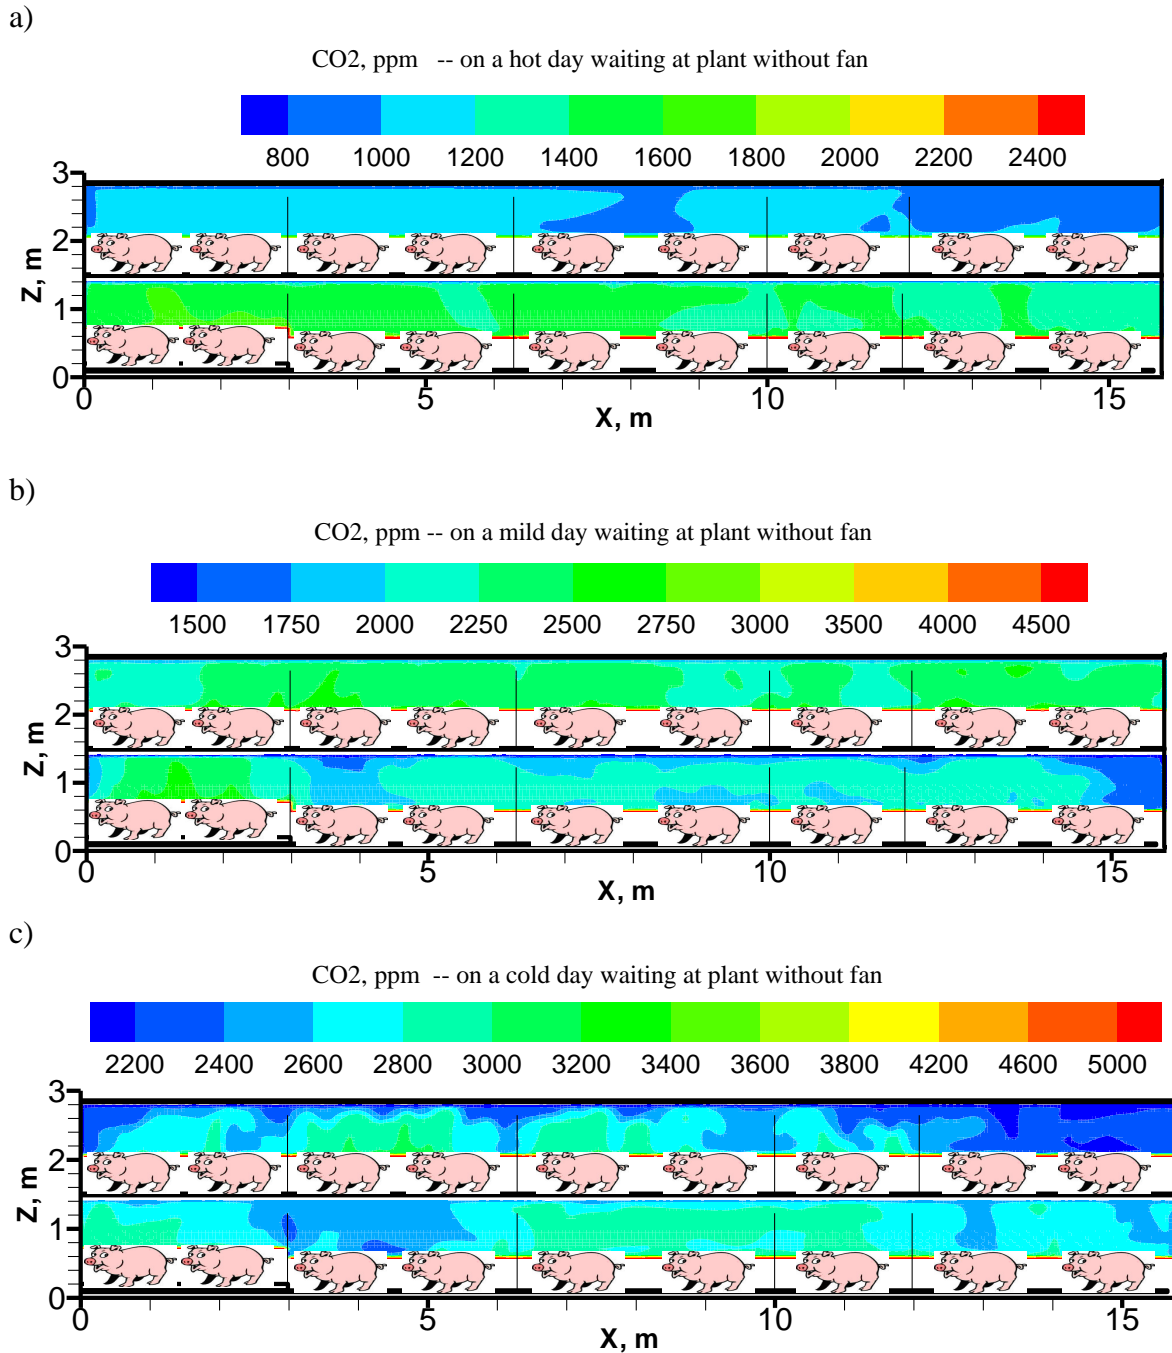 a)
CO2, ppm -- on a hot day waiting at plant without fan
800 1000 1200 1400 1600 1800 2000 2200 2400
3
2
1
0
Z, m
0 5 10 15
X, m
b)
CO2, ppm -- on a mild day waiting at plant without fan
1500 1750 2000 2250 2500 2750 3000 3500 4000 4500
3
2
1
0
Z, m
0 5 10 15
X, m
c)
CO2, ppm -- on a cold day waiting at plant without fan
2200 2400 2600 2800 3000 3200 3400 3600 3800 4200 4600 5000
3
2
1
0
Z, m
0 5 10 15
X, m